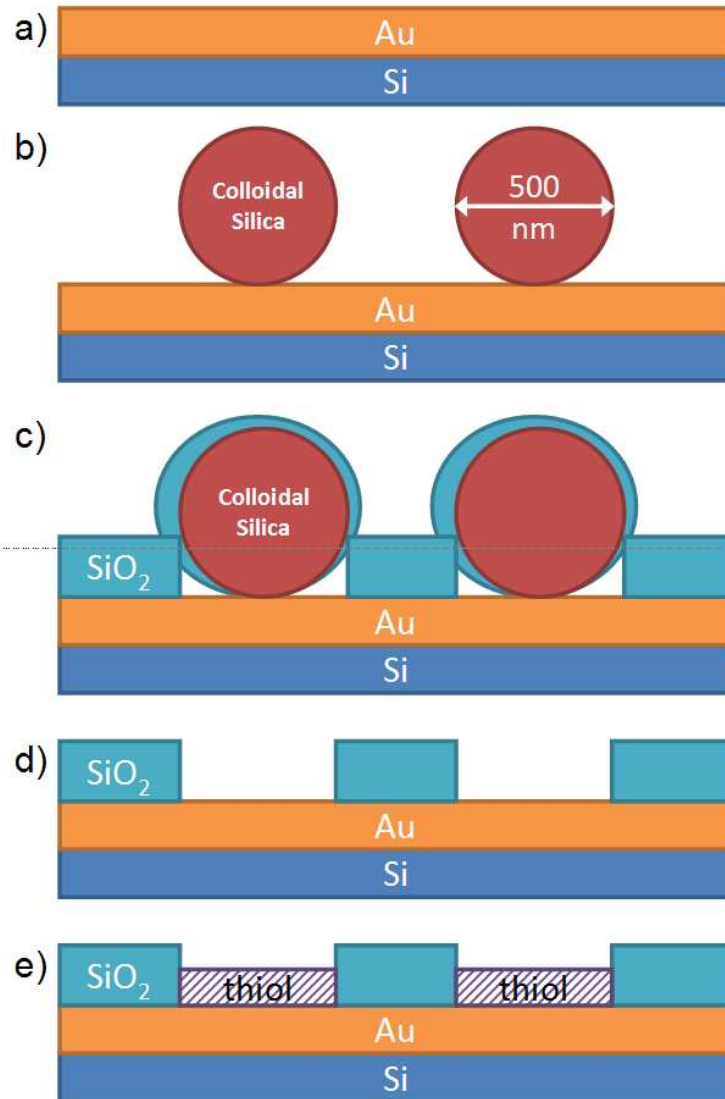 a)
Au
Si
b)
Colloidal
Silica
500
nm
Au
Si
c)
Colloidal
Silica
SiO₂
Au
Si
d)
SiO₂
Au
Si
e)
SiO₂
thiol
thiol
Au
Si